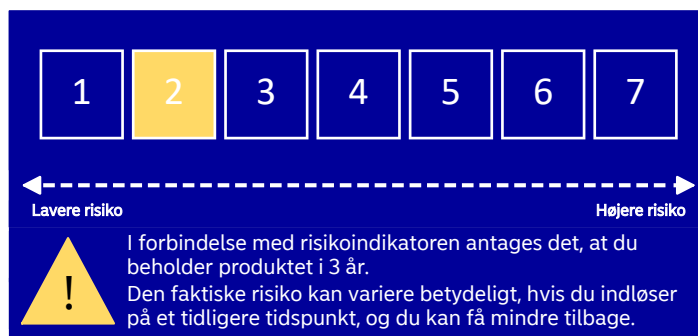 1 2 3 4 5 6 7
Lavere risiko Højere risiko
! I forbindelse med risikoindikatoren antages det, at du
beholder produktet i 3 år.
Den faktiske risiko kan variere betydeligt, hvis du indløser
på et tidligere tidspunkt, og du kan få mindre tilbage.